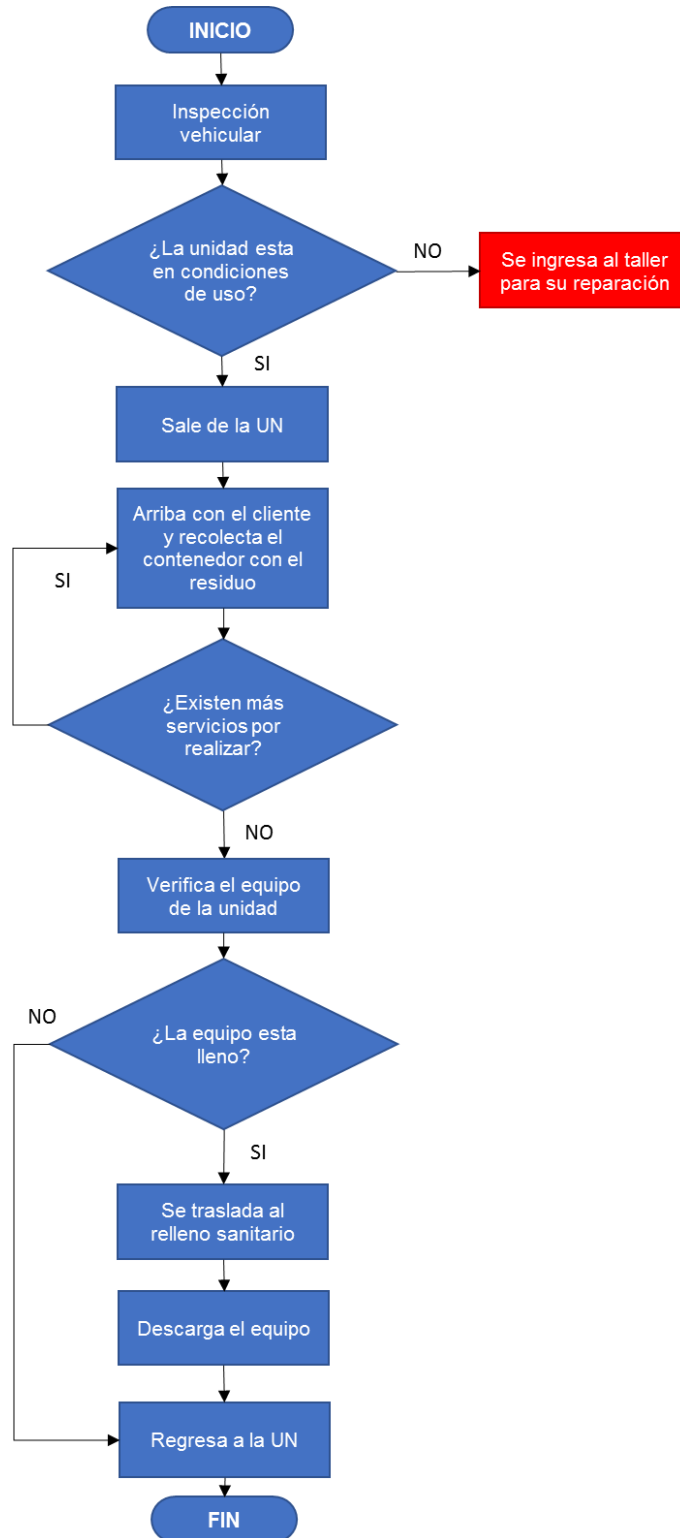 INICIO
Inspección
vehicular
¿La unidad esta
en condiciones
de uso?
NO
Se ingresa al taller
para su reparación
SI
Sale de la UN
Arriba con el cliente
y recolecta el
contenedor con el
residuo
SI
¿Existen más
servicios por
realizar?
NO
Verifica el equipo
de la unidad
NO
¿La equipo esta
lleno?
SI
Se traslada al
relleno sanitario
Descarga el equipo
Regresa a la UN
FIN